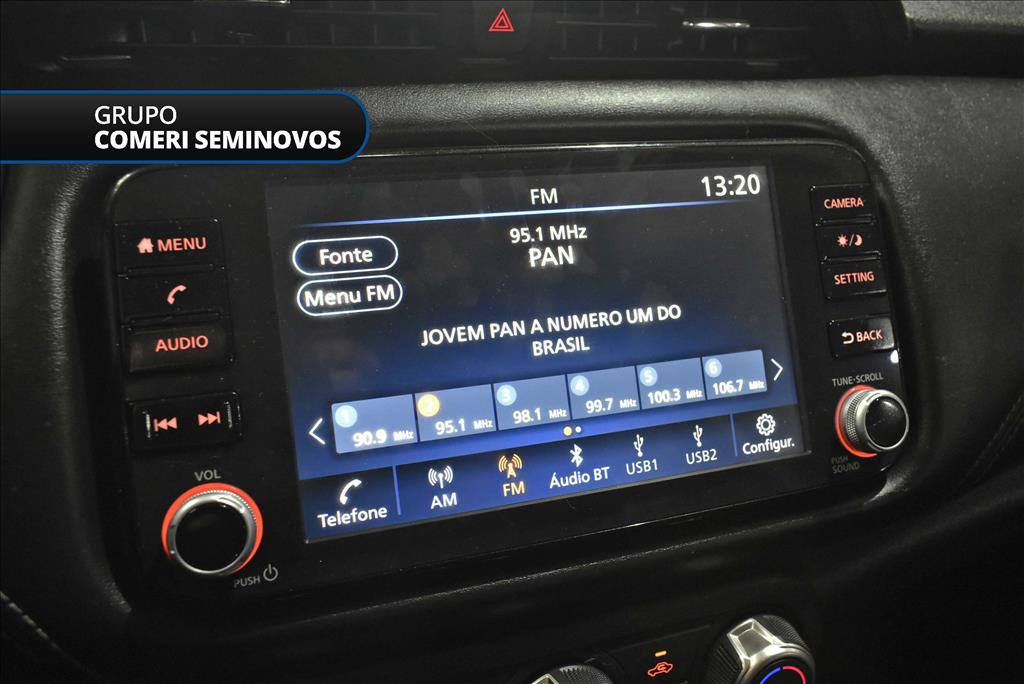 GRUPO
COMERI SEMINOVOS
FM
13:20
95.1 MHz
PAN
Fonte
Menu FM
JOVEM PAN A NUMERO UM DO
BRASIL
1 2 3 4 5 6
90.9 MHz 95.1 MHz 98.1 MHz 99.7 MHz 100.3 MHz 106.7 MHz
Telefone AM FM Áudio BT USB1 USB2 Configur.
MENU
AUDIO
VOL
PUSH
CAMERA
SETTING
BACK
TUNE-SCROLL
PUSH
SOUND